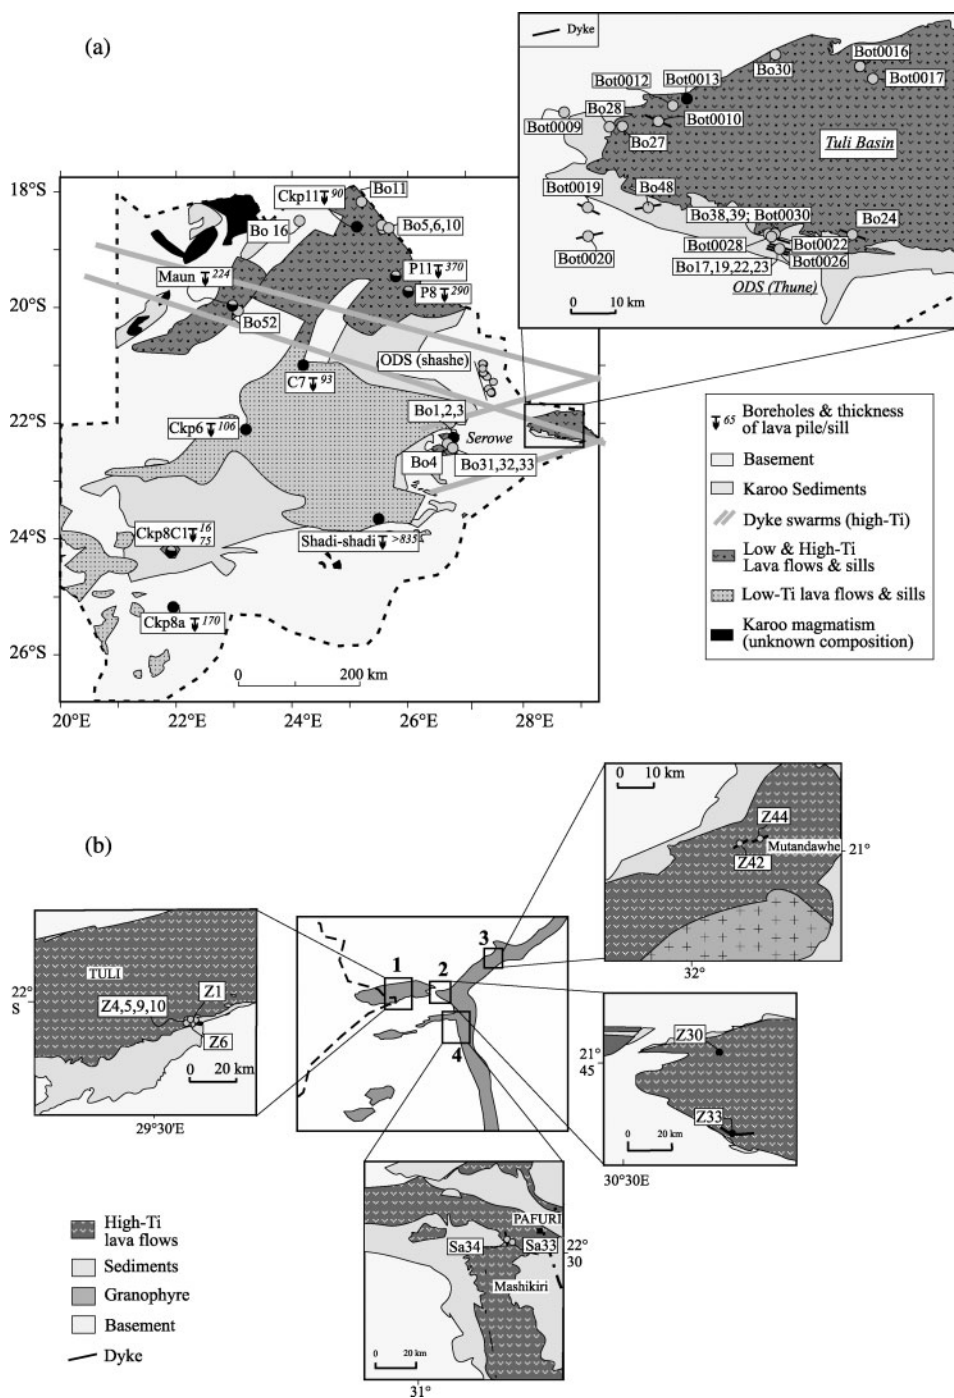 (a)
Dyke
Bo30
Bot0016
Bot0017
Bot0012
Bot0013
Bot0010
Bo28
Bot0009
Bo27
Tuli Basin
Bot0019
Bo48
Bo38,39; Bot0030
Bo24
Bot0028
Bot0022
Bot0020
Bo17,19,22,23
Bot0026
ODS (Thune)
0 10 km
18°S
20°S
22°S
24°S
26°S
20°E 22°E 24°E 26°E 28°E
Ckp11 90
Bo11
Bo 16
Bo5,6,10
Maun 224
P11 370
P8 290
Bo52
ODS (shashe)
C7 93
Bo1,2,3
Ckp6 106
Serowe
Bo4
Bo31,32,33
Ckp8C1 16
75
Shadi-shadi >835
Ckp8a 170
0 200 km
65 Boreholes & thickness
of lava pile/sill
Basement
Karoo Sediments
Dyke swarms (high-Ti)
Low & High-Ti
Lava flows & sills
Low-Ti lava flows & sills
Karoo magmatism
(unknown composition)
(b)
0 10 km
Z44
Mutandawhe
Z42
21°
32°
TULI
Z1
Z4,5,9,10
Z6
22°
S
0 20 km
29°30'E
1
2
3
4
Z30
21°
45
Z33
0 20 km
30°30E
PAFURI
Sa34
Sa33
22°
30
Mashikiri
0 20 km
31°
High-Ti
lava flows
Sediments
Granophyre
Basement
Dyke